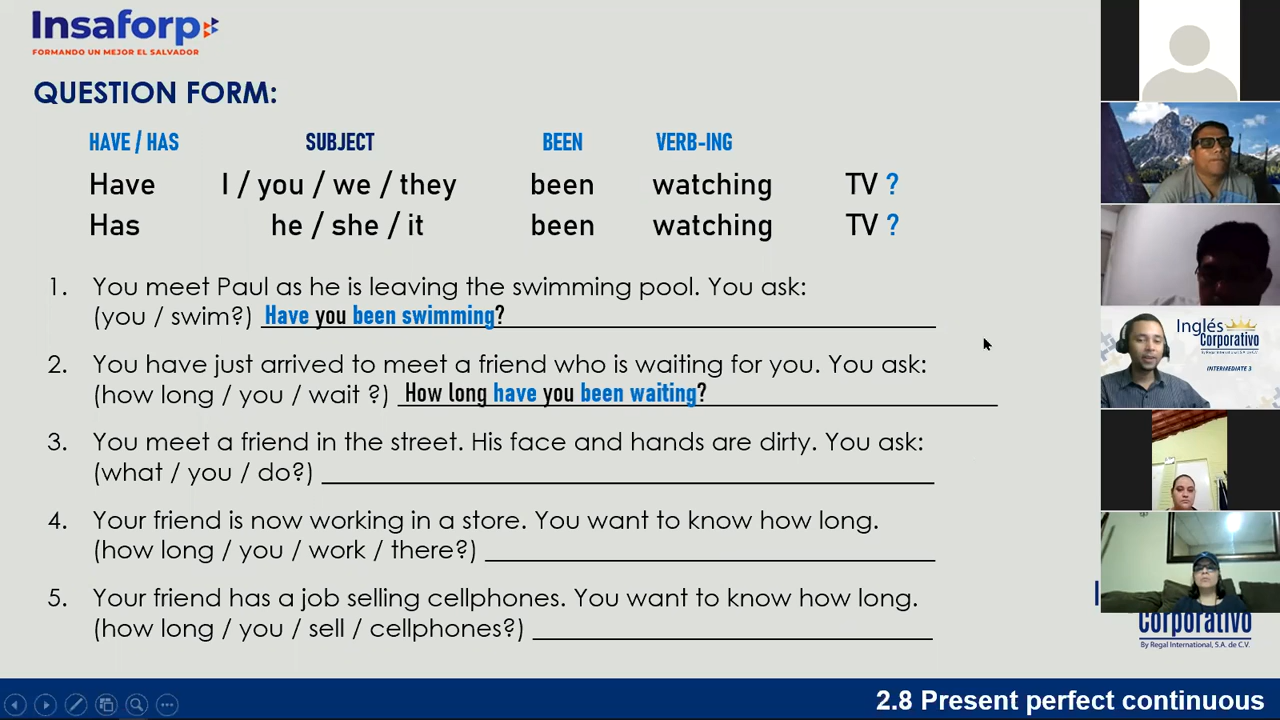 Insaforp
FORMANDO UN MEJOR EL SALVADOR
QUESTION FORM:
HAVE / HAS SUBJECT BEEN VERB-ING
Have I / you / we / they been watching TV ?
Has he / she / it been watching TV ?
1. You meet Paul as he is leaving the swimming pool. You ask:
(you / swim?) Have you been swimming?
2. You have just arrived to meet a friend who is waiting for you. You ask:
(how long / you / wait ?) How long have you been waiting?
3. You meet a friend in the street. His face and hands are dirty. You ask:
(what / you / do?)
4. Your friend is now working in a store. You want to know how long.
(how long / you / work / there?)
5. Your friend has a job selling cellphones. You want to know how long.
(how long / you / sell / cellphones?)
Inglés
Corporativo
By Regal International, S.A. de C.V.
INTERMEDIATE 3
Corporativo
By Regal International, S.A. de C.V.
2.8 Present perfect continuous